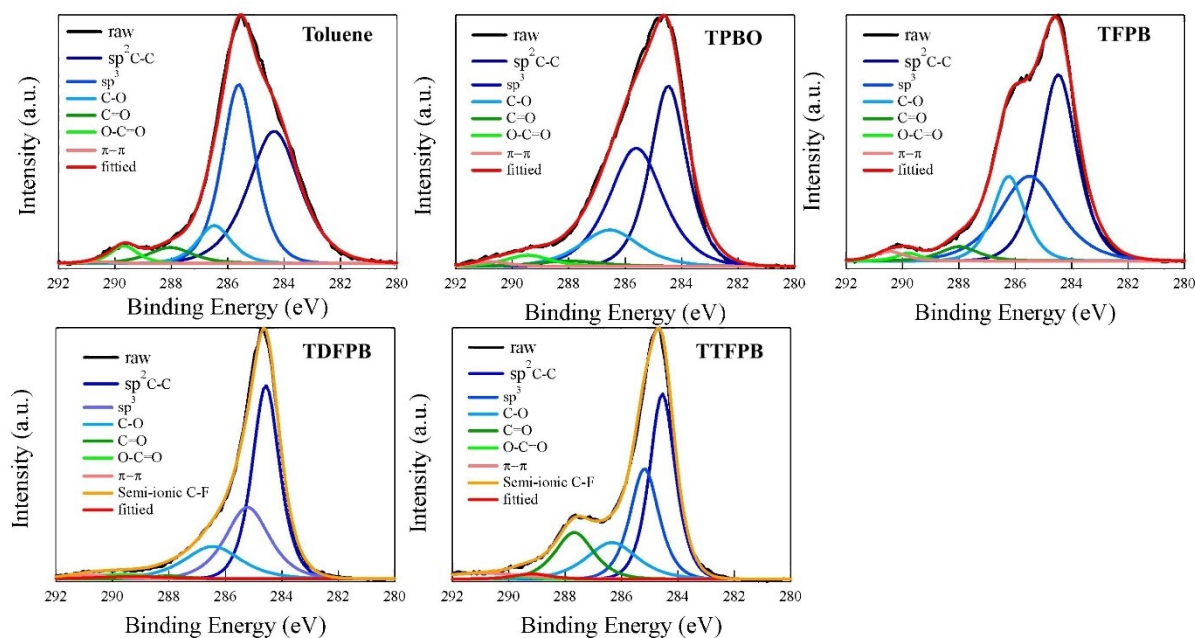 Toluene
raw
sp2C-C
sp3
C-O
C=O
O-C=O
π-π
fittied
Intensity (a.u.)
292 290 288 286 284 282 280
Binding Energy (eV)
TPBO
raw
sp2C-C
sp3
C-O
C=O
O-C=O
π-π
fittied
Intensity (a.u.)
292 290 288 286 284 282 280
Binding Energy (eV)
TFPB
raw
sp2C-C
sp3
C-O
C=O
O-C=O
π-π
fittied
Intensity (a.u.)
292 290 288 286 284 282 280
Binding Energy (eV)
TDFPB
raw
sp2C-C
sp3
C-O
C=O
O-C=O
π-π
Semi-ionic C-F
fittied
Intensity (a.u.)
292 290 288 286 284 282 280
Binding Energy (eV)
TTFPB
raw
sp2C-C
sp3
C-O
C=O
O-C=O
π-π
Semi-ionic C-F
fittied
Intensity (a.u.)
292 290 288 286 284 282 280
Binding Energy (eV)